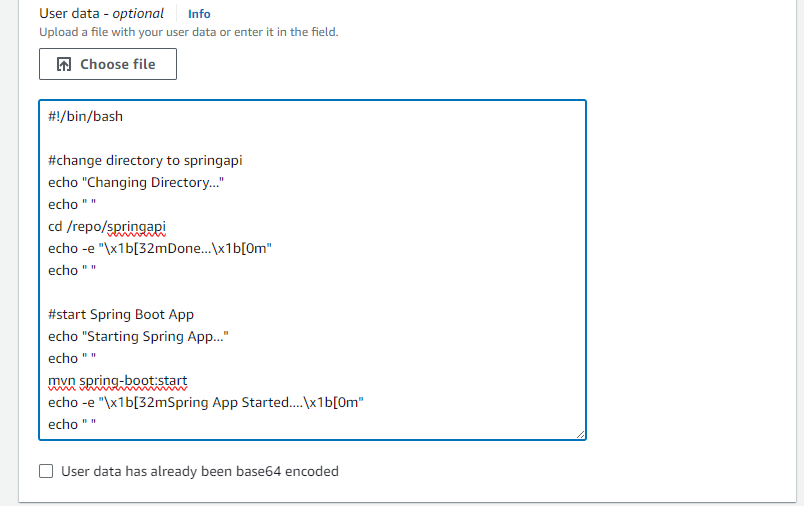 User data - optional Info
Upload a file with your user data or enter it in the field.
Choose file
#!/bin/bash
#change directory to springapi
echo "Changing Directory..."
echo " "
cd /repo/springapi
echo -e "\x1b[32mDone...\x1b[0m"
echo " "
#start Spring Boot App
echo "Starting Spring App..."
echo " "
mvn spring-boot:start
echo -e "\x1b[32mSpring App Started....\x1b[0m"
echo " "
User data has already been base64 encoded